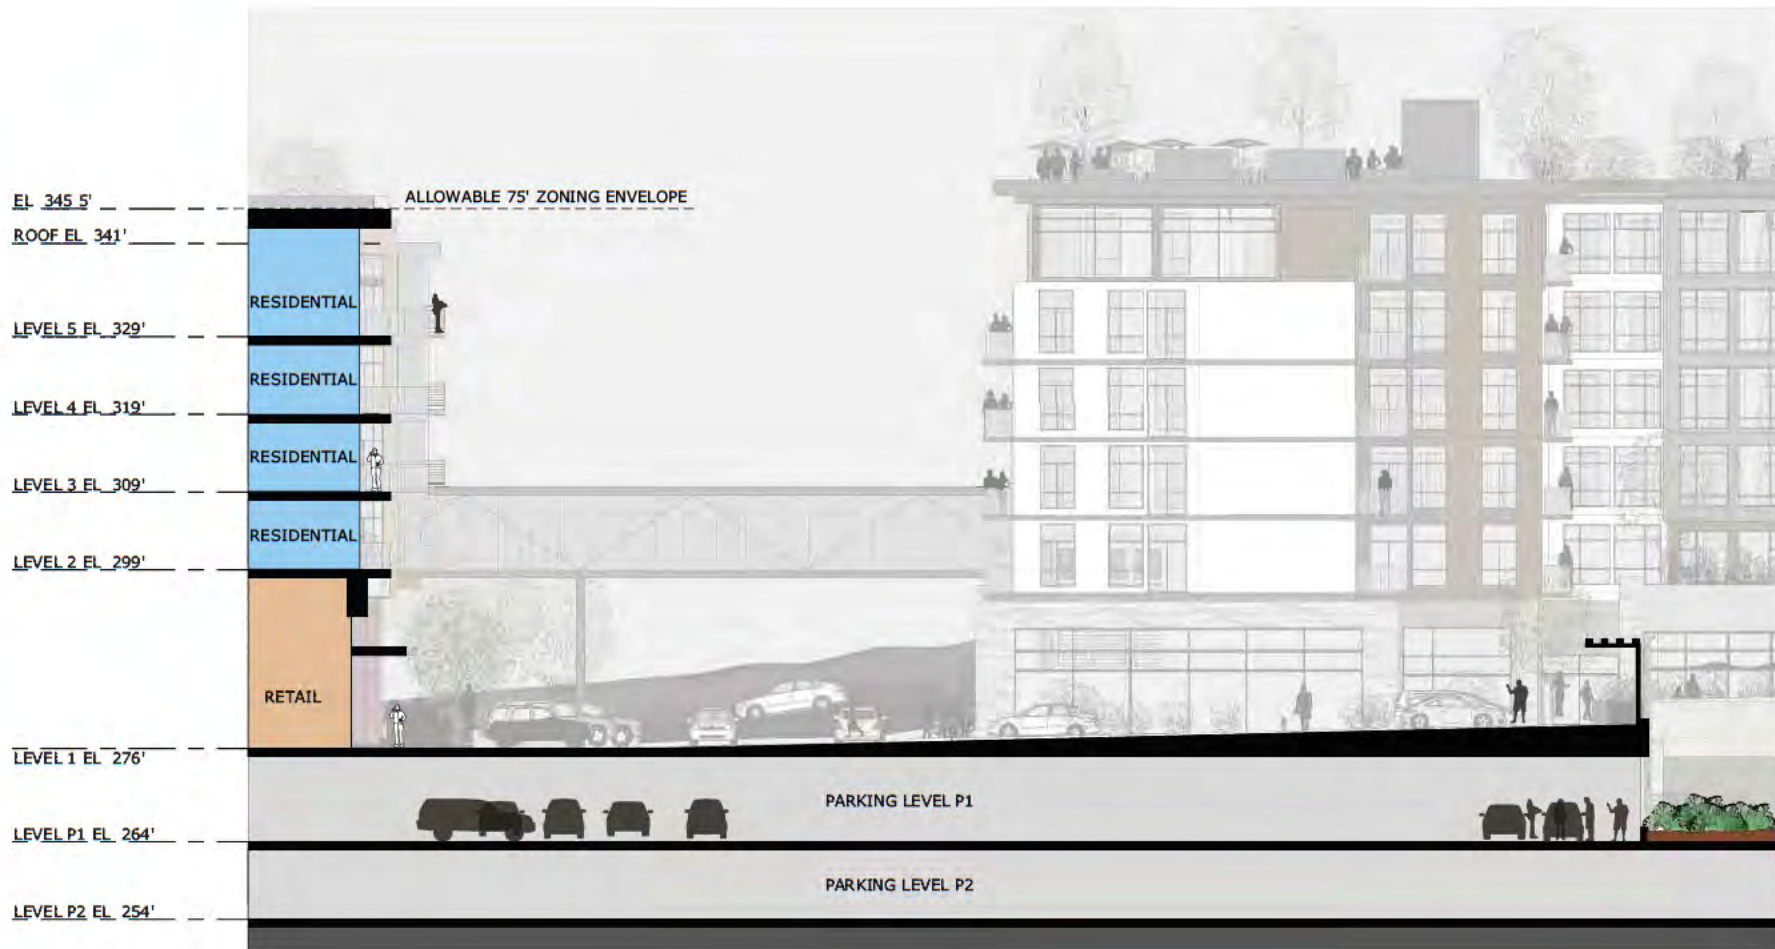 EL 345 5'
ALLOWABLE 75' ZONING ENVELOPE
ROOF EL 341'
RESIDENTIAL
LEVEL 5 EL 329'
RESIDENTIAL
LEVEL 4 EL 319'
RESIDENTIAL
LEVEL 3 EL 309'
RESIDENTIAL
LEVEL 2 EL 299'
RETAIL
LEVEL 1 EL 276'
PARKING LEVEL P1
LEVEL P1 EL 264'
PARKING LEVEL P2
LEVEL P2 EL 254'